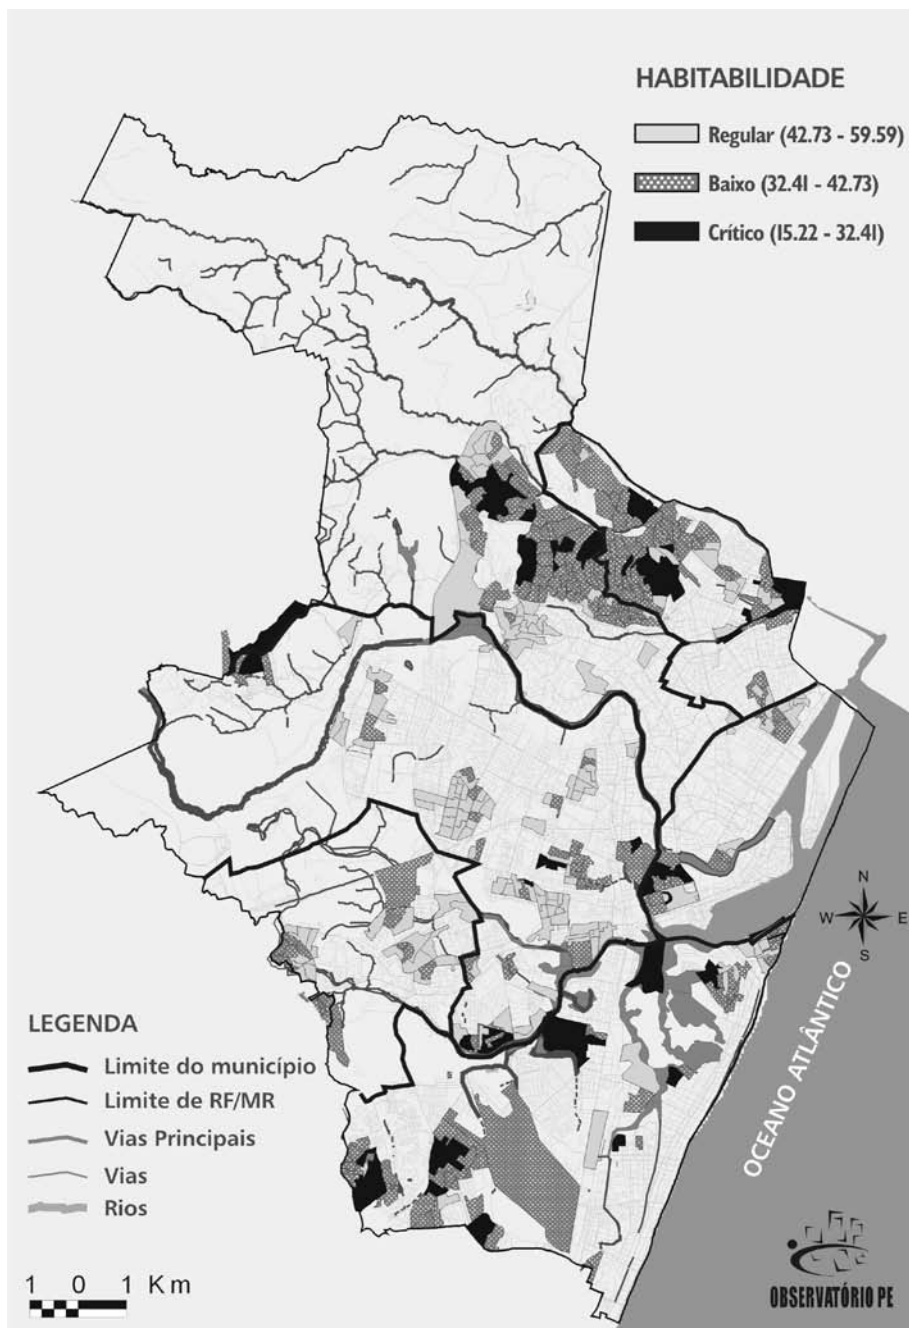 HABITABILIDADE
Regular (42.73 - 59.59)
Baixo (32.41 - 42.73)
Crítico (15.22 - 32.41)
N
W E
S
OCEANO ATLÂNTICO
LEGENDA
Limite do município
Limite de RF/MR
Vias Principais
Vias
Rios
1 0 1 Km
OBSERVATÓRIO PE